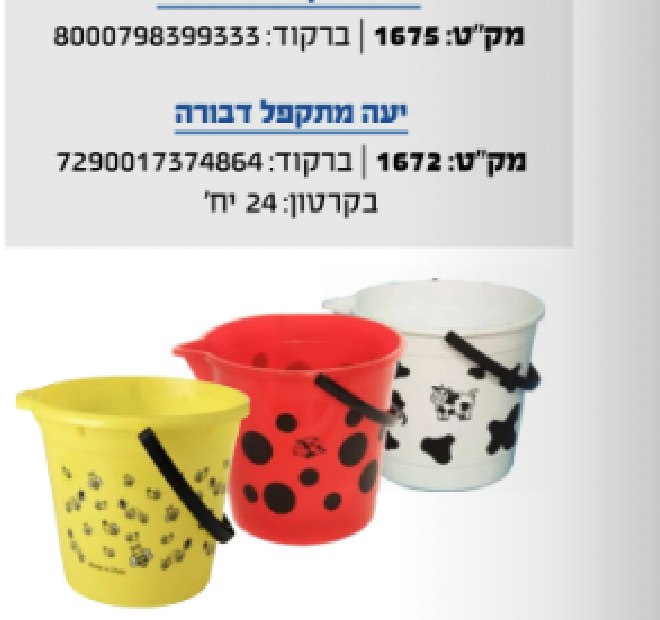 מק"ט: 1675 | ברקוד: 8000798399333
יעה מתקפל דבורה
מק"ט: 1672 | ברקוד: 7290017374864
בקרטון: 24 יח'